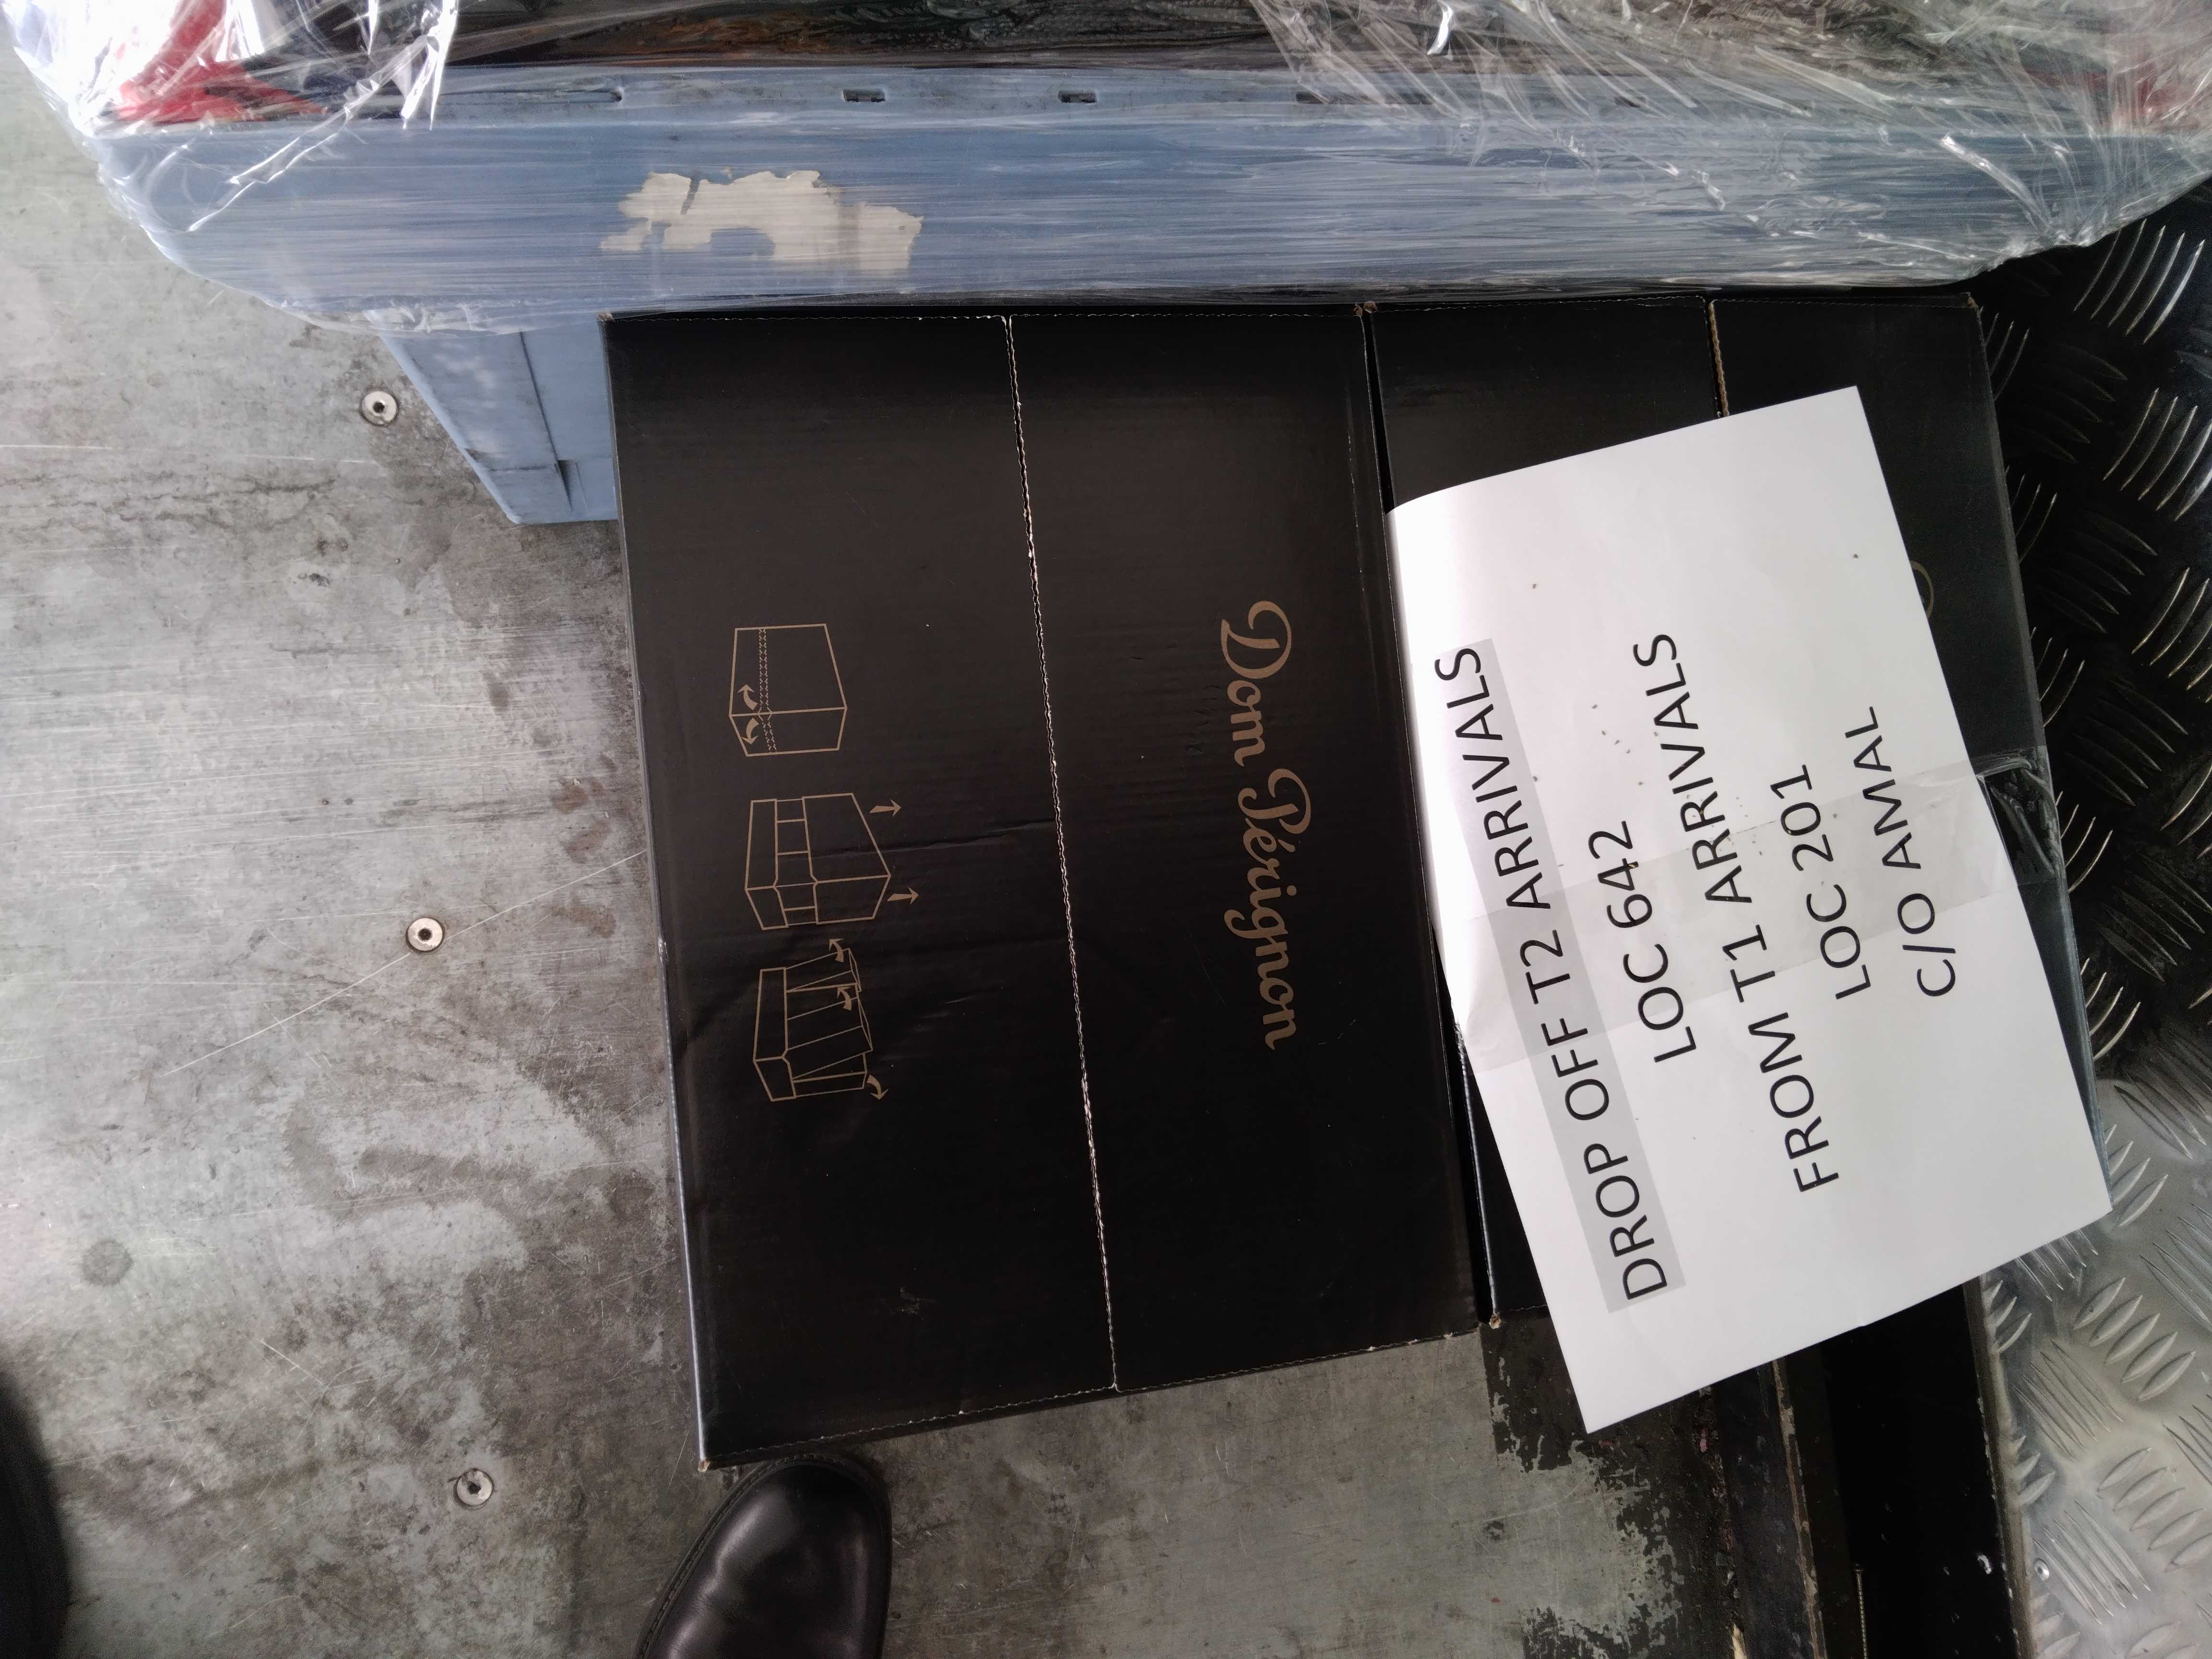 Dom Pérignon
DROP OFF T2 ARRIVALS
LOC 642
FROM T1 ARRIVALS
LOC 201
C/O AMAL